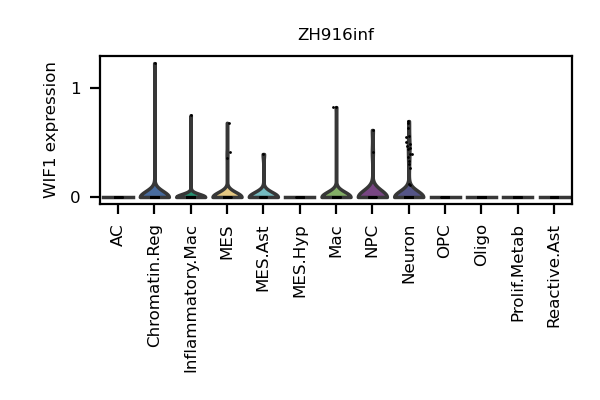 ZH916inf
WIF1 expression
1
0
AC
Chromatin.Reg
Inflammatory.Mac
MES
MES.Ast
MES.Hyp
Mac
NPC
Neuron
OPC
Oligo
Prolif.Metab
Reactive.Ast